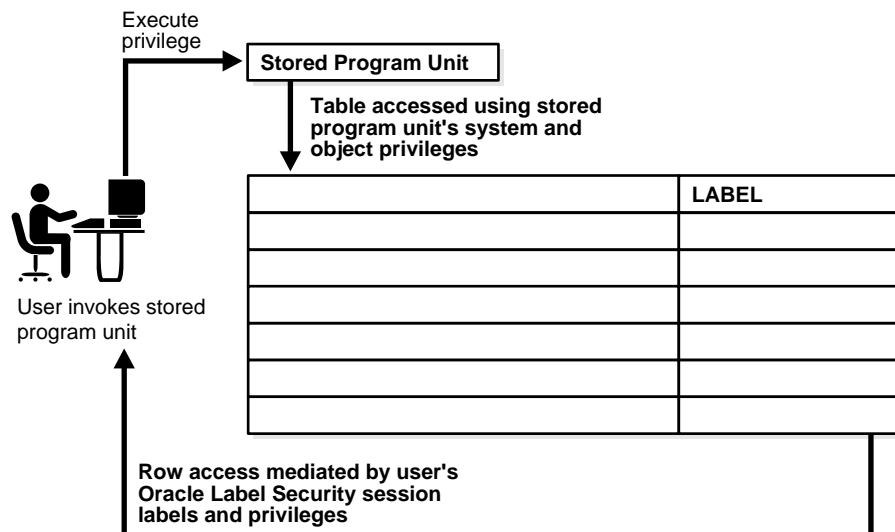 Execute
privilege
Stored Program Unit
Table accessed using stored
program unit's system and
object privileges
LABEL
User invokes stored
program unit
Row access mediated by user's
Oracle Label Security session
labels and privileges